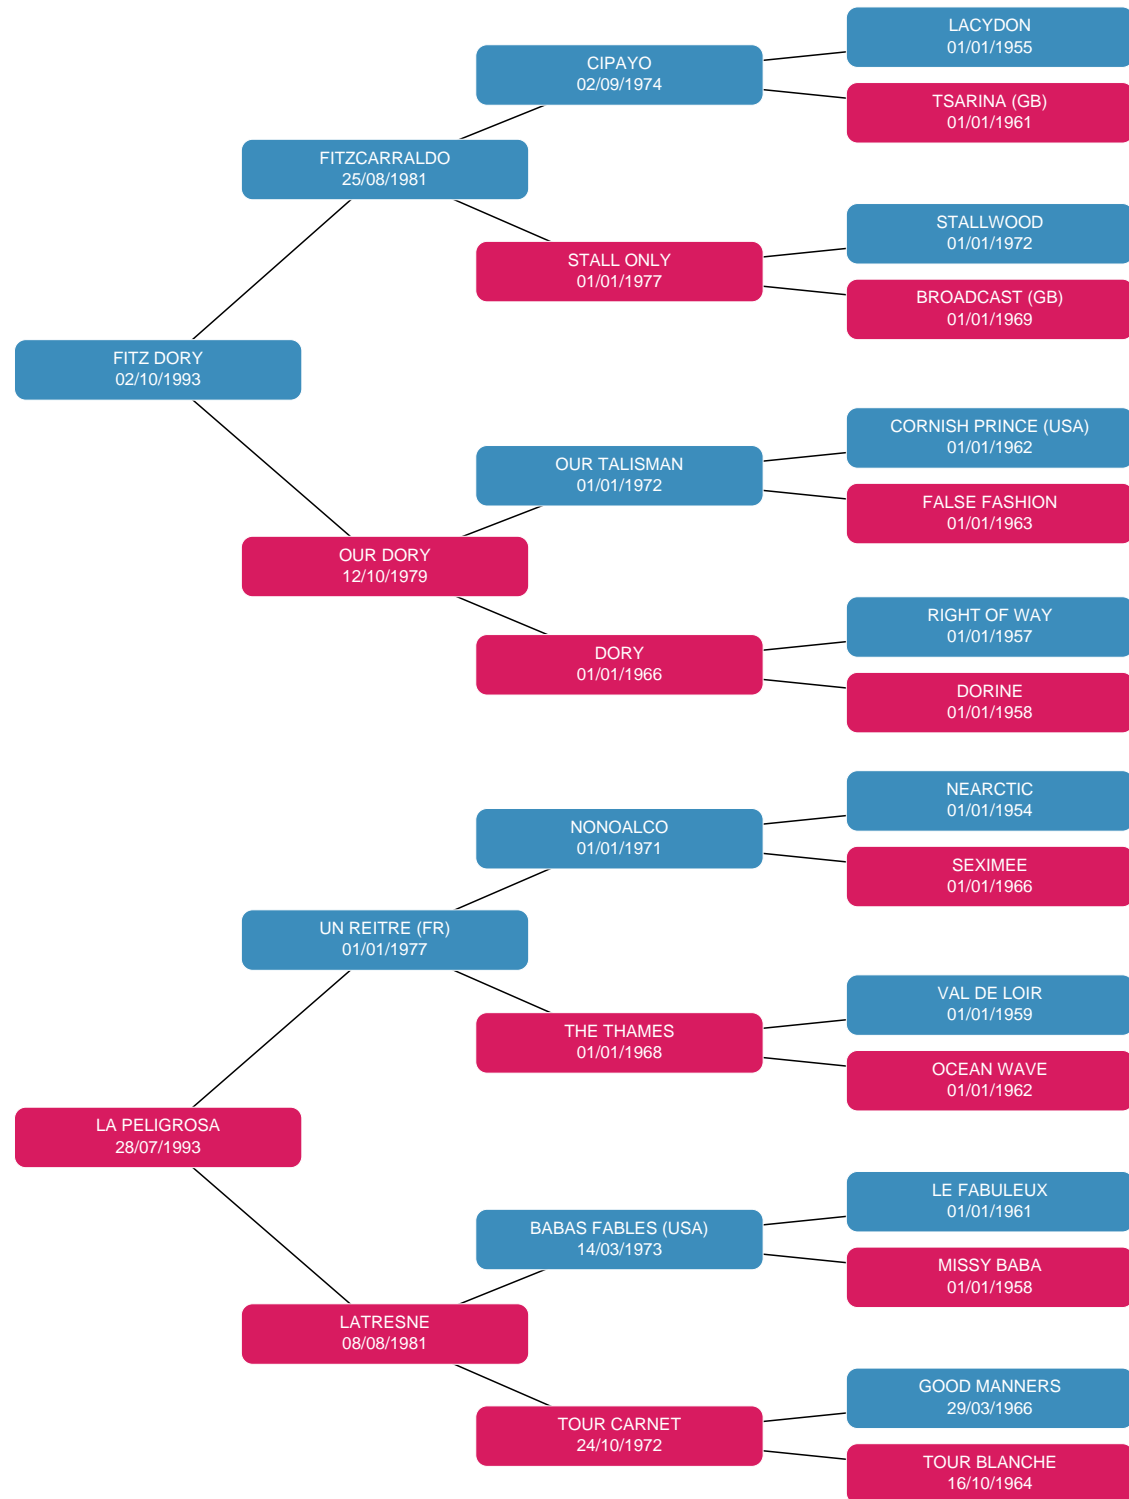 LACYDON
01/01/1955
CIPAYO
02/09/1974
TSARINA (GB)
01/01/1961
FITZCARRALDO
25/08/1981
STALLWOOD
01/01/1972
STALL ONLY
01/01/1977
BROADCAST (GB)
01/01/1969
FITZ DORY
02/10/1993
CORNISH PRINCE (USA)
01/01/1962
OUR TALISMAN
01/01/1972
FALSE FASHION
01/01/1963
OUR DORY
12/10/1979
RIGHT OF WAY
01/01/1957
DORY
01/01/1966
DORINE
01/01/1958
NEARCTIC
01/01/1954
NONOALCO
01/01/1971
SEXIMEE
01/01/1966
UN REITRE (FR)
01/01/1977
VAL DE LOIR
01/01/1959
THE THAMES
01/01/1968
OCEAN WAVE
01/01/1962
LA PELIGROSA
28/07/1993
LE FABULEUX
01/01/1961
BABAS FABLES (USA)
14/03/1973
MISSY BABA
01/01/1958
LATRESNE
08/08/1981
GOOD MANNERS
29/03/1966
TOUR CARNET
24/10/1972
TOUR BLANCHE
16/10/1964